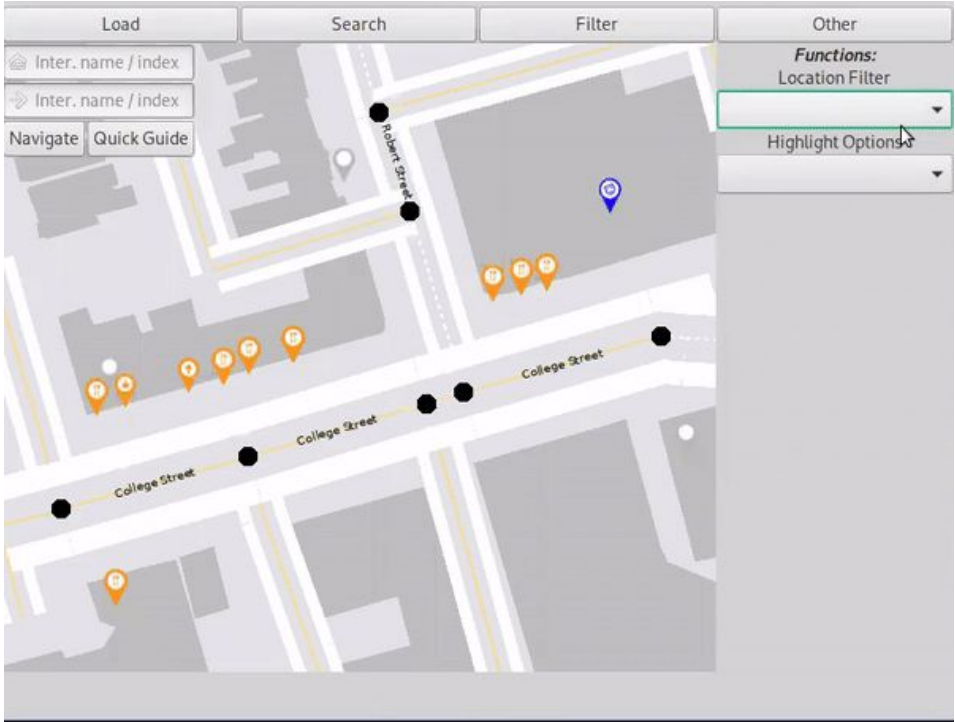 Load
Search
Filter
Other
Inter. name / index
Functions:
Location Filter
Inter. name / index
Navigate
Quick Guide
Highlight Options
Robert Street
College Street
College Street
College Street